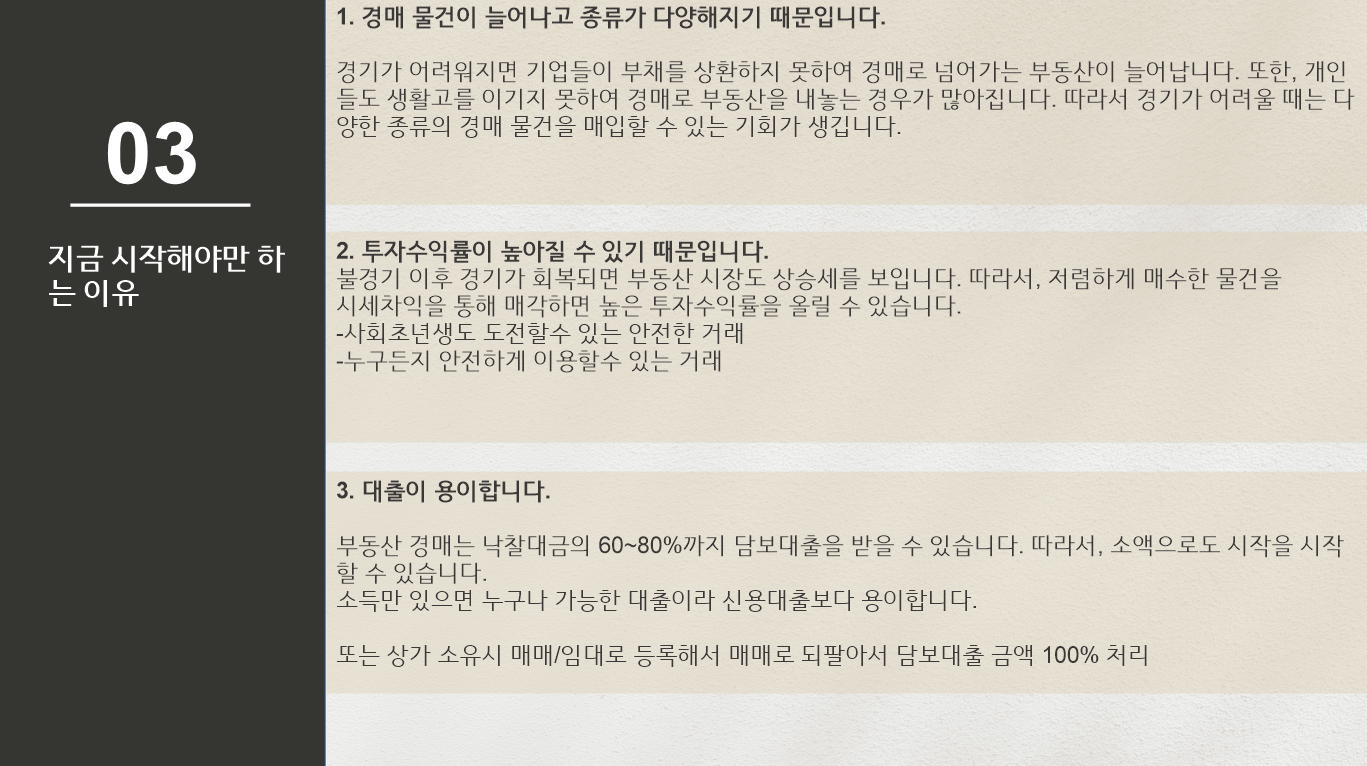 03
지금 시작해야만 하
는 이유
1. 경매 물건이 늘어나고 종류가 다양해지기 때문입니다.
경기가 어려워지면 기업들이 부채를 상환하지 못하여 경매로 넘어가는 부동산이 늘어납니다. 또한, 개인
들도 생활고를 이기지 못하여 경매로 부동산을 내놓는 경우가 많아집니다. 따라서 경기가 어려울 때는 다
양한 종류의 경매 물건을 매입할 수 있는 기회가 생깁니다.
2. 투자수익률이 높아질 수 있기 때문입니다.
불경기 이후 경기가 회복되면 부동산 시장도 상승세를 보입니다. 따라서, 저렴하게 매수한 물건을
시세차익을 통해 매각하면 높은 투자수익률을 올릴 수 있습니다.
-사회초년생도 도전할수 있는 안전한 거래
-누구든지 안전하게 이용할수 있는 거래
3. 대출이 용이합니다.
부동산 경매는 낙찰대금의 60~80%까지 담보대출을 받을 수 있습니다. 따라서, 소액으로도 시작을 시작
할 수 있습니다.
소득만 있으면 누구나 가능한 대출이라 신용대출보다 용이합니다.
또는 상가 소유시 매매/임대로 등록해서 매매로 되팔아서 담보대출 금액 100% 처리